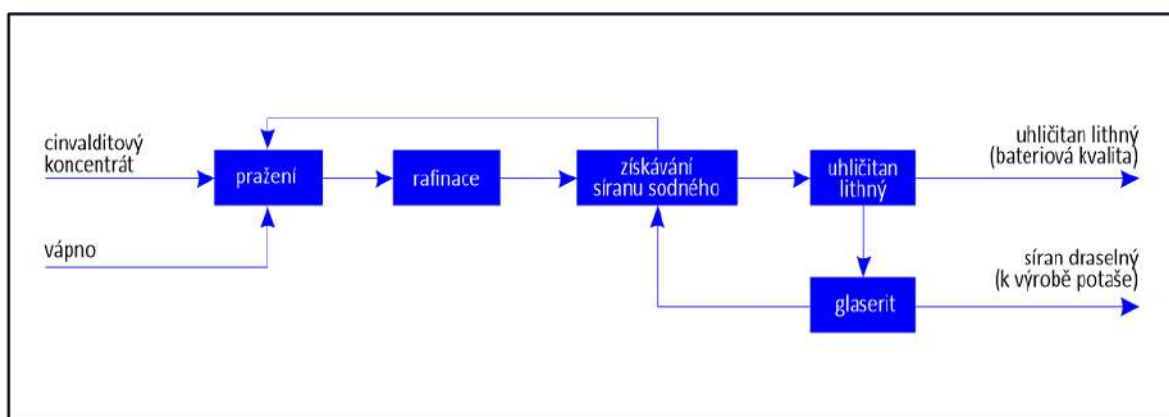 cinvalditový
koncentrát
vápno
pražení
rafinace
získávání
síranu sodného
uhličitan
lithný
glaserit
uhličitan lithný
(bateriová kvalita)
síran draselný
(k výrobě potaše)